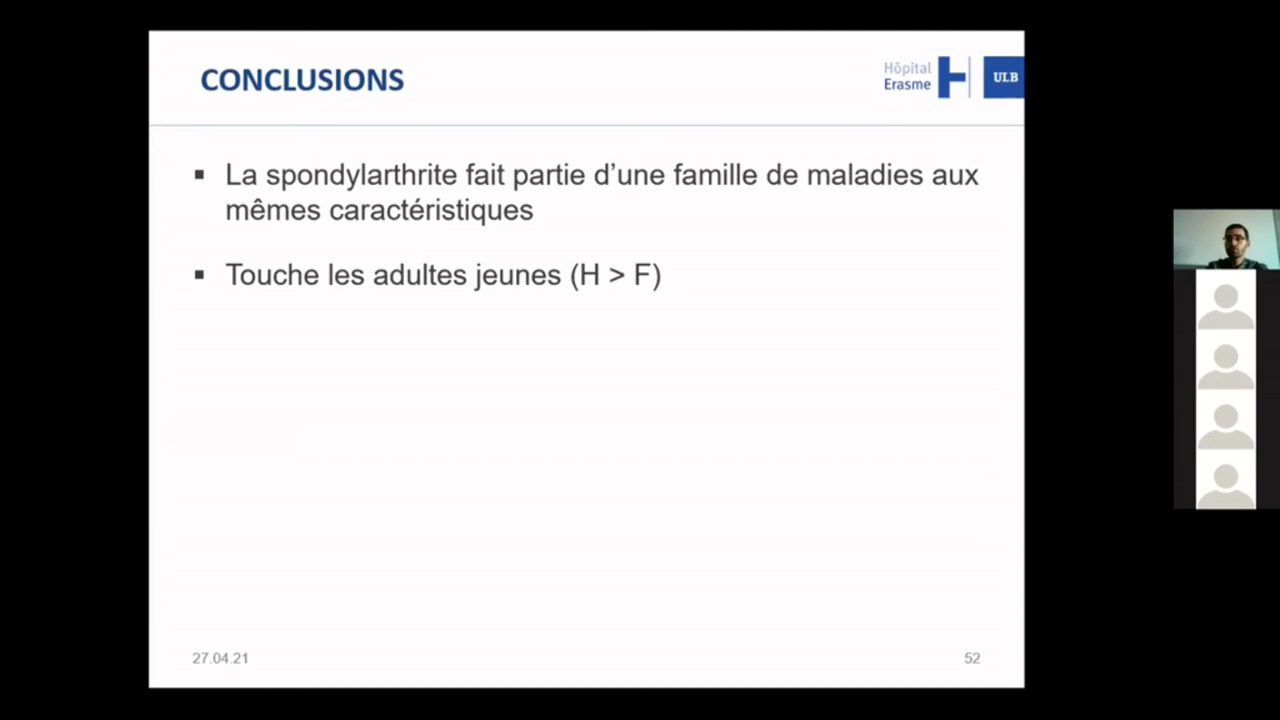 CONCLUSIONS
Hôpital
Erasme
ULB
▪ La spondylarthrite fait partie d’une famille de maladies aux
mêmes caractéristiques
▪ Touche les adultes jeunes (H > F)
27.04.21
52